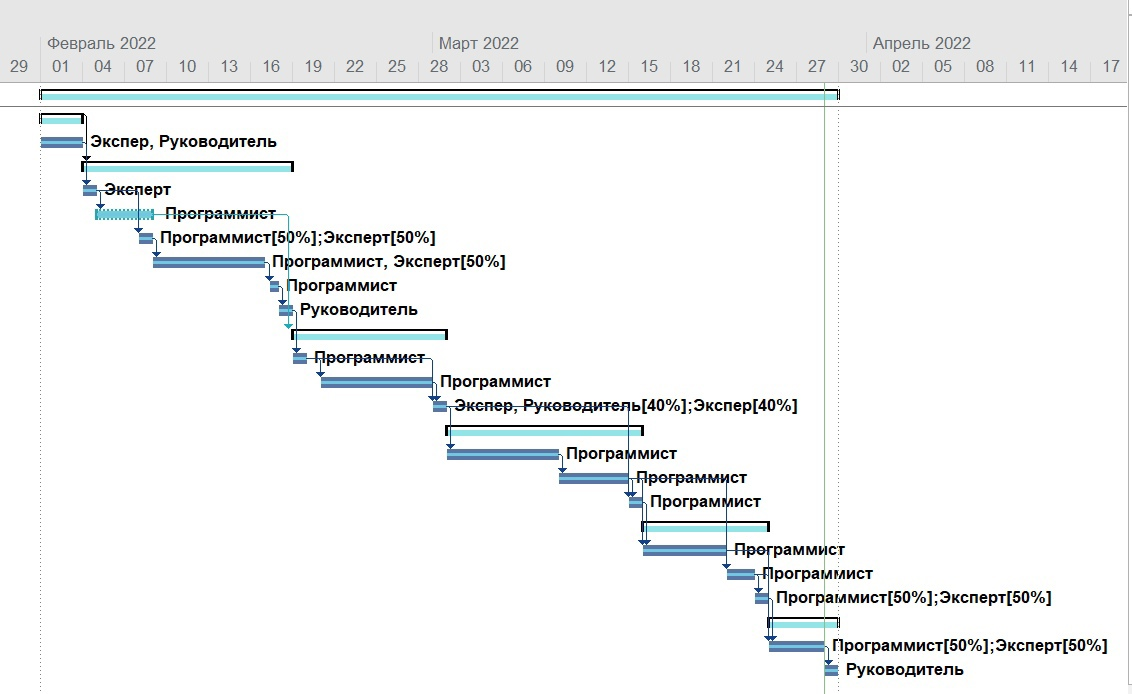 Февраль 2022 Март 2022 Апрель 2022
29 01 04 07 10 13 16 19 22 25 28 03 06 09 12 15 18 21 24 27 30 02 05 08 11 14 17
Экспер, Руководитель
Эксперт
Программист
Программист[50%];Эксперт[50%]
Программист, Эксперт[50%]
Программист
Руководитель
Программист
Программист
Экспер, Руководитель[40%];Экспер[40%]
Программист
Программист
Программист
Программист
Программист
Программист[50%];Эксперт[50%]
Программист[50%];Эксперт[50%]
Руководитель